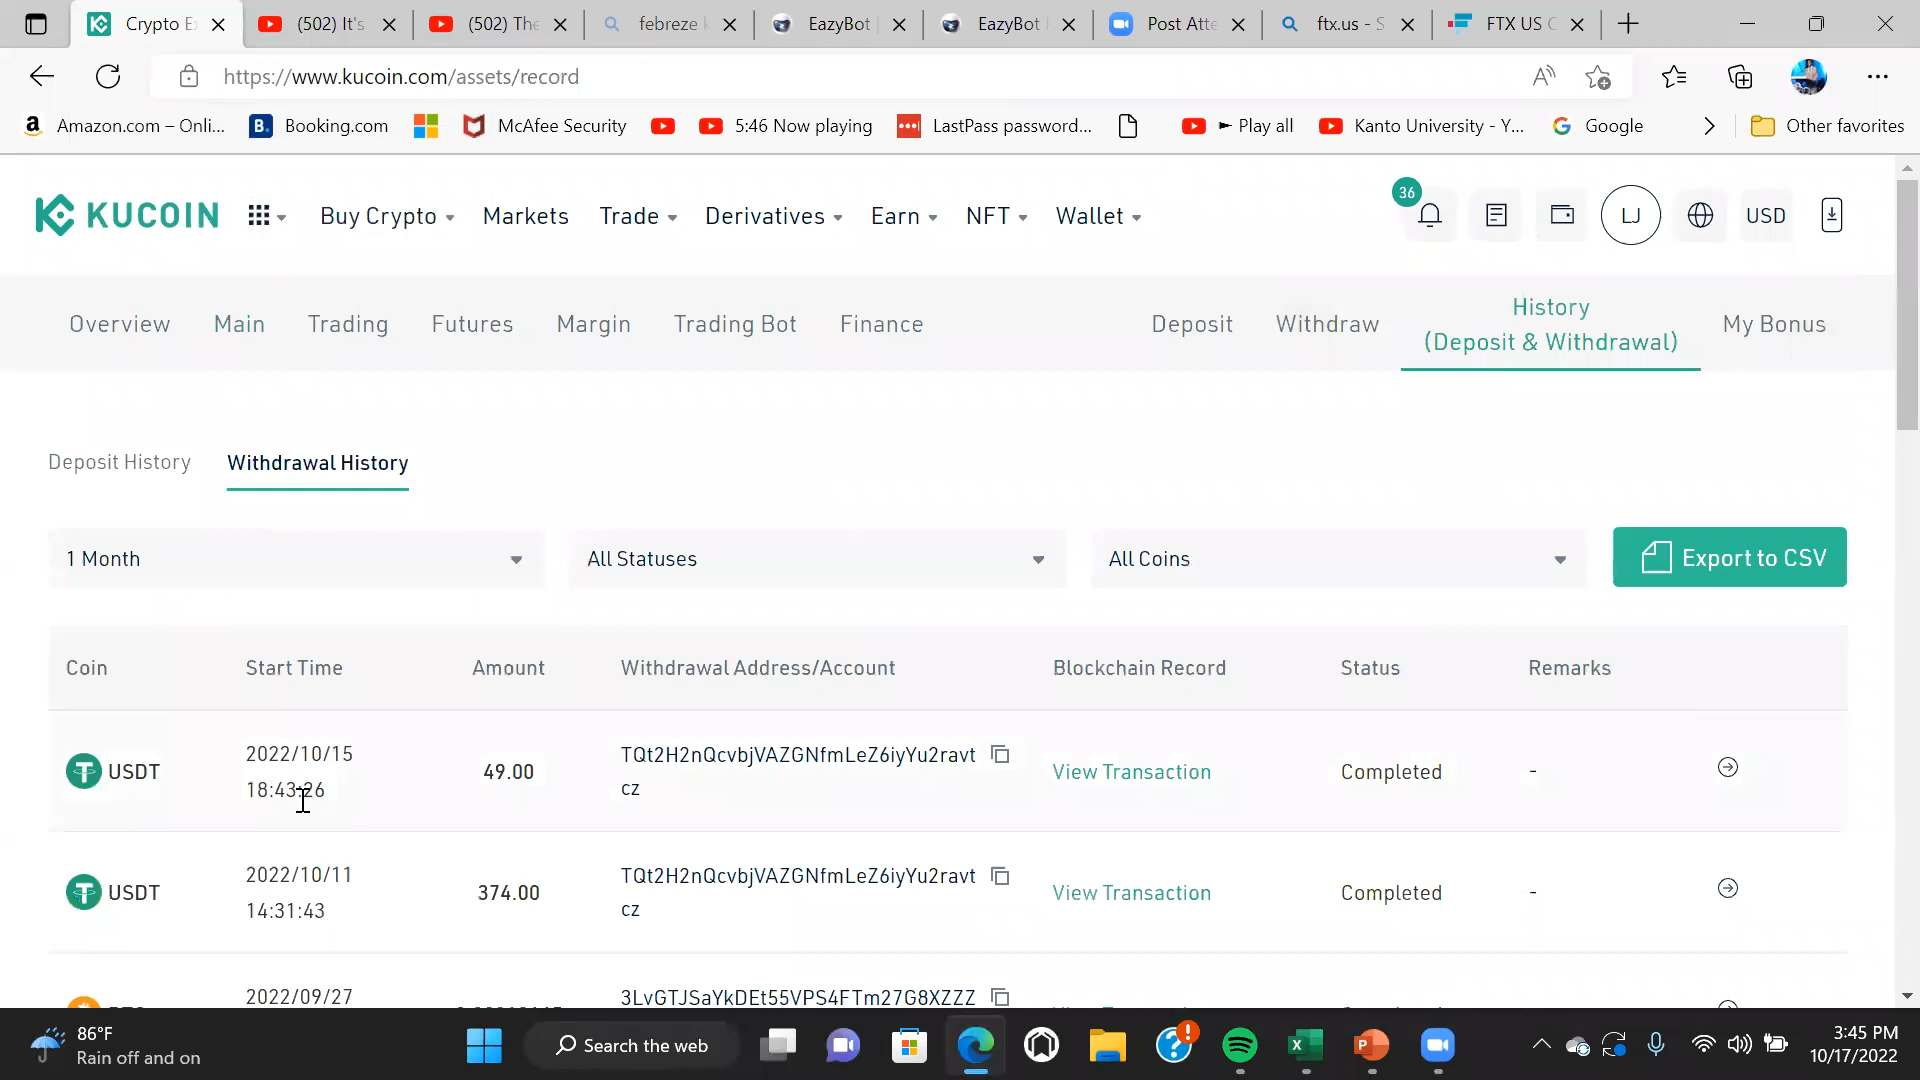 Crypto E
(502) It's
(502) The
febreze
EazyBot
EazyBot
Post Atte
ftx.us - S
FTX US C
https://www.kucoin.com/assets/record
Amazon.com – Onli...
Booking.com
McAfee Security
5:46 Now playing
LastPass password...
► Play all
Kanto University - Y...
Google
Other favorites
KUCOIN
Buy Crypto
Markets
Trade
Derivatives
Earn
NFT
Wallet
36
LJ
USD
Overview
Main
Trading
Futures
Margin
Trading Bot
Finance
Deposit
Withdraw
History
(Deposit & Withdrawal)
My Bonus
Deposit History
Withdrawal History
1 Month
All Statuses
All Coins
Export to CSV
Coin
Start Time
Amount
Withdrawal Address/Account
Blockchain Record
Status
Remarks
USDT
2022/10/15
18:43:26
49.00
TQt2H2nQcvbjVAZGNfmLeZ6iyYu2ravt
cz
View Transaction
Completed
-
USDT
2022/10/11
14:31:43
374.00
TQt2H2nQcvbjVAZGNfmLeZ6iyYu2ravt
cz
View Transaction
Completed
-
2022/09/27
3LvGTJSaYkDEt55VPS4FTm27G8XZZZ
86°F
Rain off and on
Search the web
3:45 PM
10/17/2022